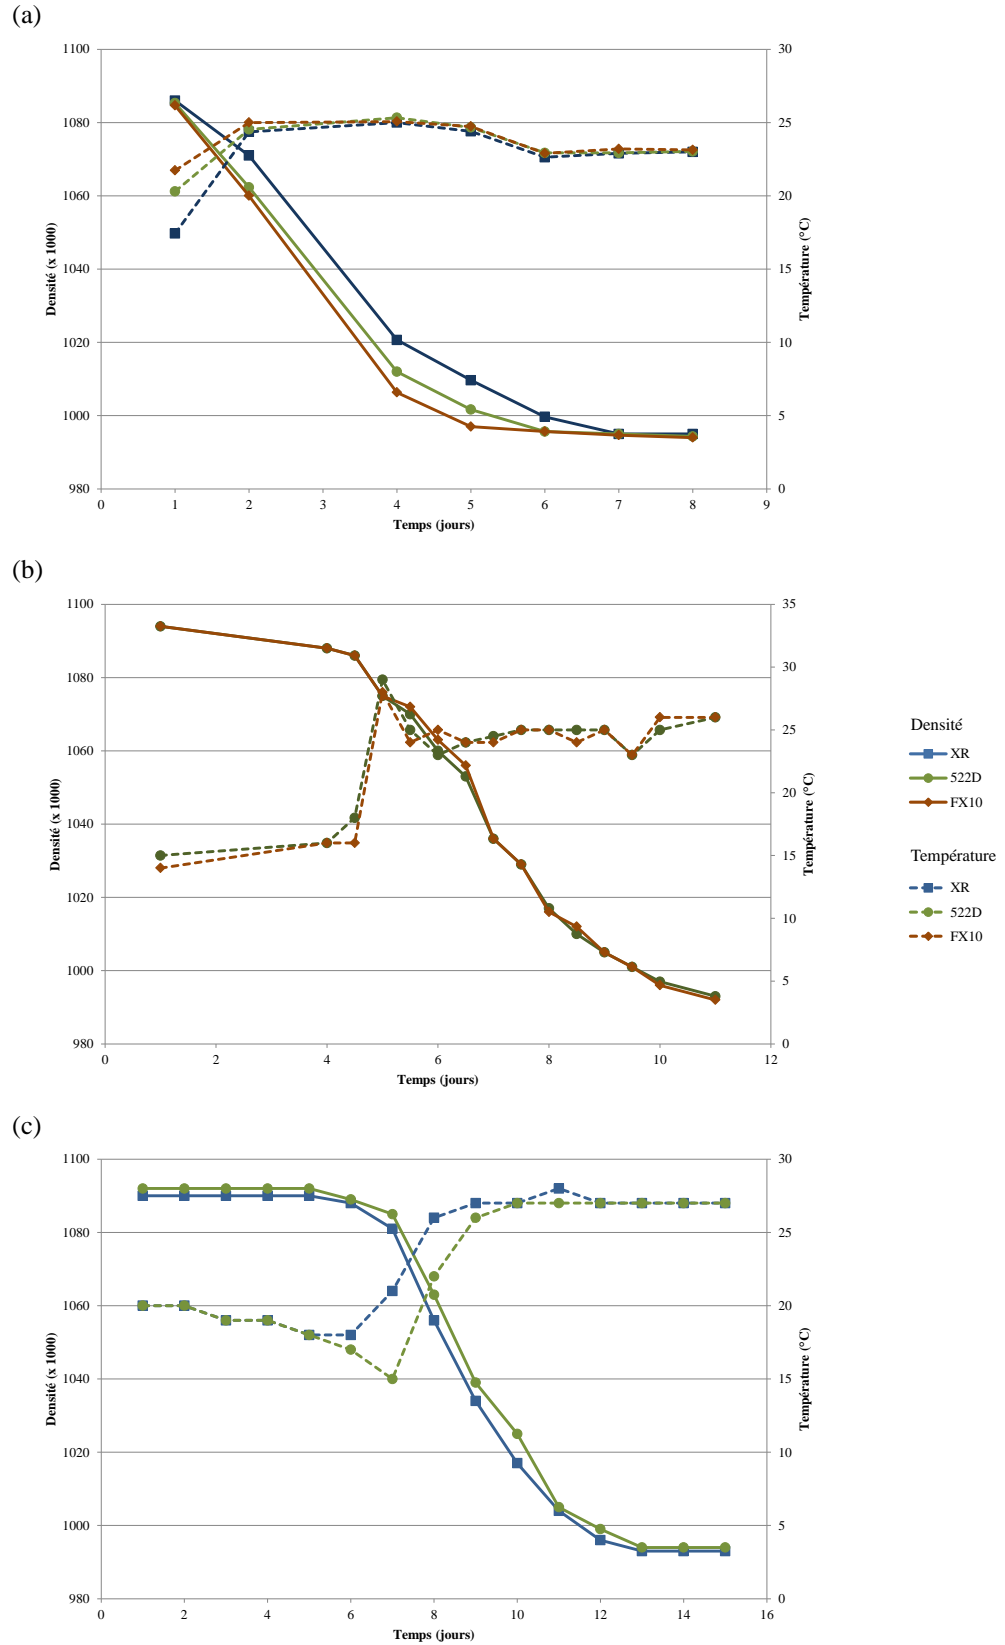 (a)
1100
1080
1060
1040
1020
1000
980
Densité (x 1000)
30
25
20
15
10
5
0
Température (°C)
0 1 2 3 4 5 6 7 8 9
Temps (jours)
(b)
1100
1080
1060
1040
1020
1000
980
Densité (x 1000)
35
30
25
20
15
10
5
0
Température (°C)
0 2 4 6 8 10 12
Temps (jours)
Densité
XR
522D
FX10
Température
XR
522D
FX10
(c)
1100
1080
1060
1040
1020
1000
980
Densité (x 1000)
30
25
20
15
10
5
0
Température (°C)
0 2 4 6 8 10 12 14 16
Temps (jours)